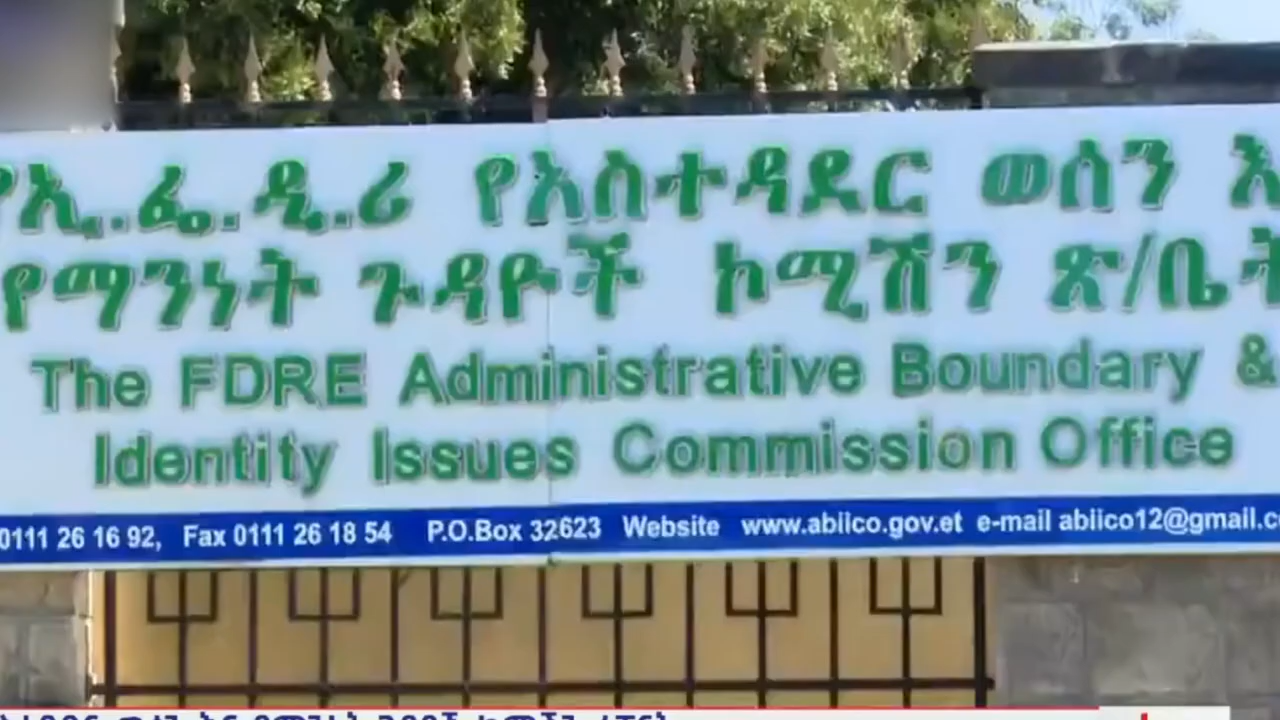 የኢ.ፌ.ዲ.ሪ የአስተዳደር ወሰን እ
የማንነት ጉዳዮች ኮሚሽን ጽ/ቤት
The FDRE Administrative Boundary &
Identity Issues Commission Office
0111 26 16 92, Fax 0111 26 18 54 P.O.Box 32623 Website www.abiico.gov.et e-mail abiico12@gmail.c